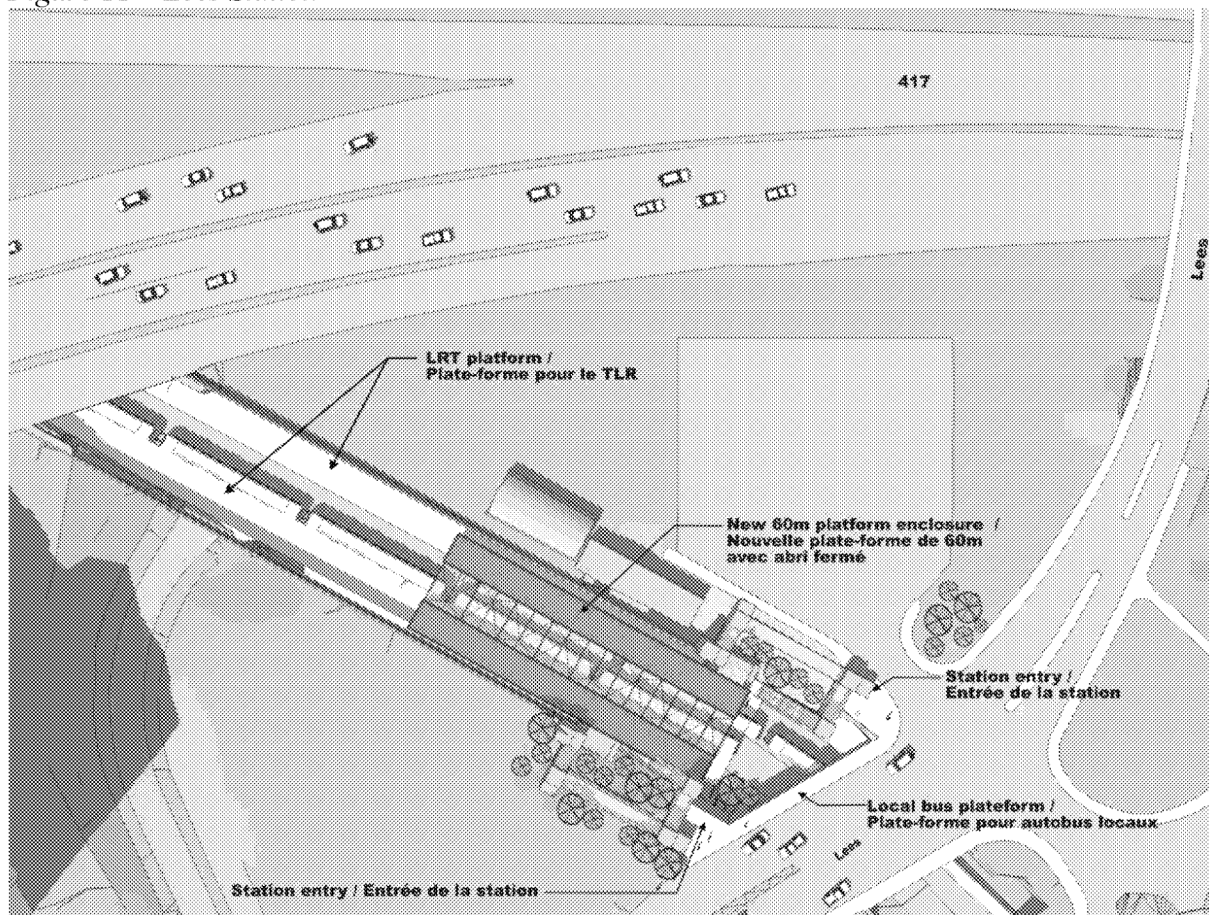 417
Lees
LRT platform /
Plate-forme pour le TLR
New 60m platform enclosure /
Nouvelle plate-forme de 60m
avec abri fermé
Station entry /
Entrée de la station
Local bus plateform /
Plate-forme pour autobus locaux
Lees
Station entry / Entrée de la station